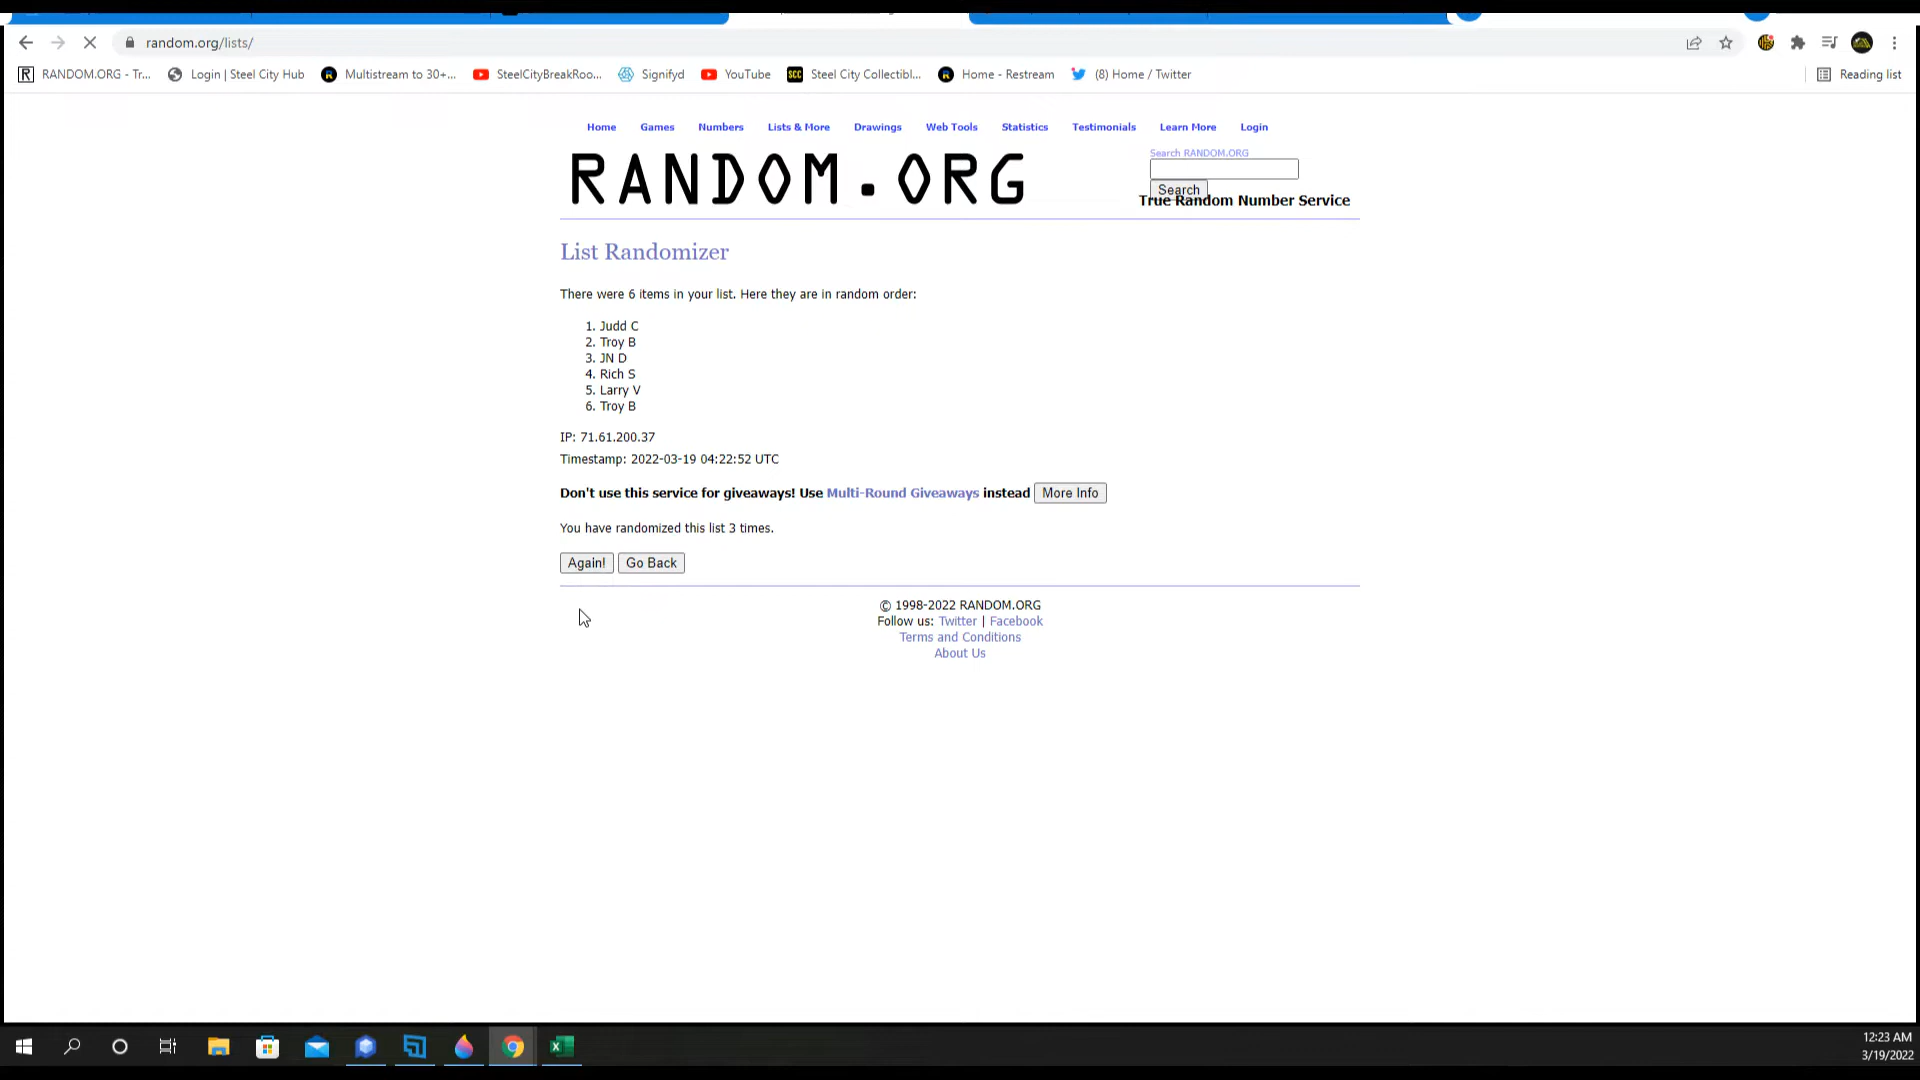 random.org/lists/
RANDOM.ORG - Tr... Login | Steel City Hub Multistream to 30+... SteelCityBreakRoo... Signifyd YouTube SCC Steel City Collectibl... Home - Restream (8) Home / Twitter Reading list
Home Games Numbers Lists & More Drawings Web Tools Statistics Testimonials Learn More Login
RANDOM.ORG
Search RANDOM.ORG
Search
True Random Number Service
List Randomizer
There were 6 items in your list. Here they are in random order:
1. Judd C
2. Troy B
3. JN D
4. Rich S
5. Larry V
6. Troy B
IP: 71.61.200.37
Timestamp: 2022-03-19 04:22:52 UTC
Don't use this service for giveaways! Use Multi-Round Giveaways instead More Info
You have randomized this list 3 times.
Again! Go Back
© 1998-2022 RANDOM.ORG
Follow us: Twitter | Facebook
Terms and Conditions
About Us
12:23 AM
3/19/2022